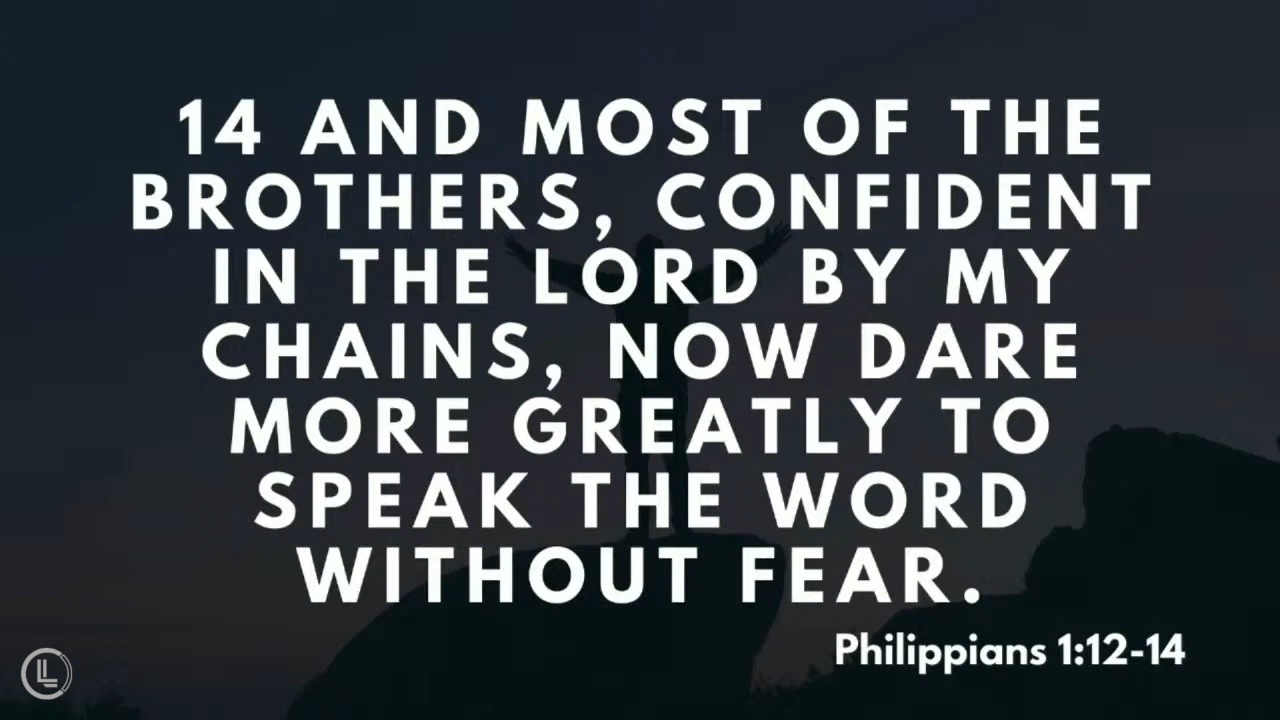 14 AND MOST OF THE
BROTHERS, CONFIDENT
IN THE LORD BY MY
CHAINS, NOW DARE
MORE GREATLY TO
SPEAK THE WORD
WITHOUT FEAR.
Philippians 1:12-14